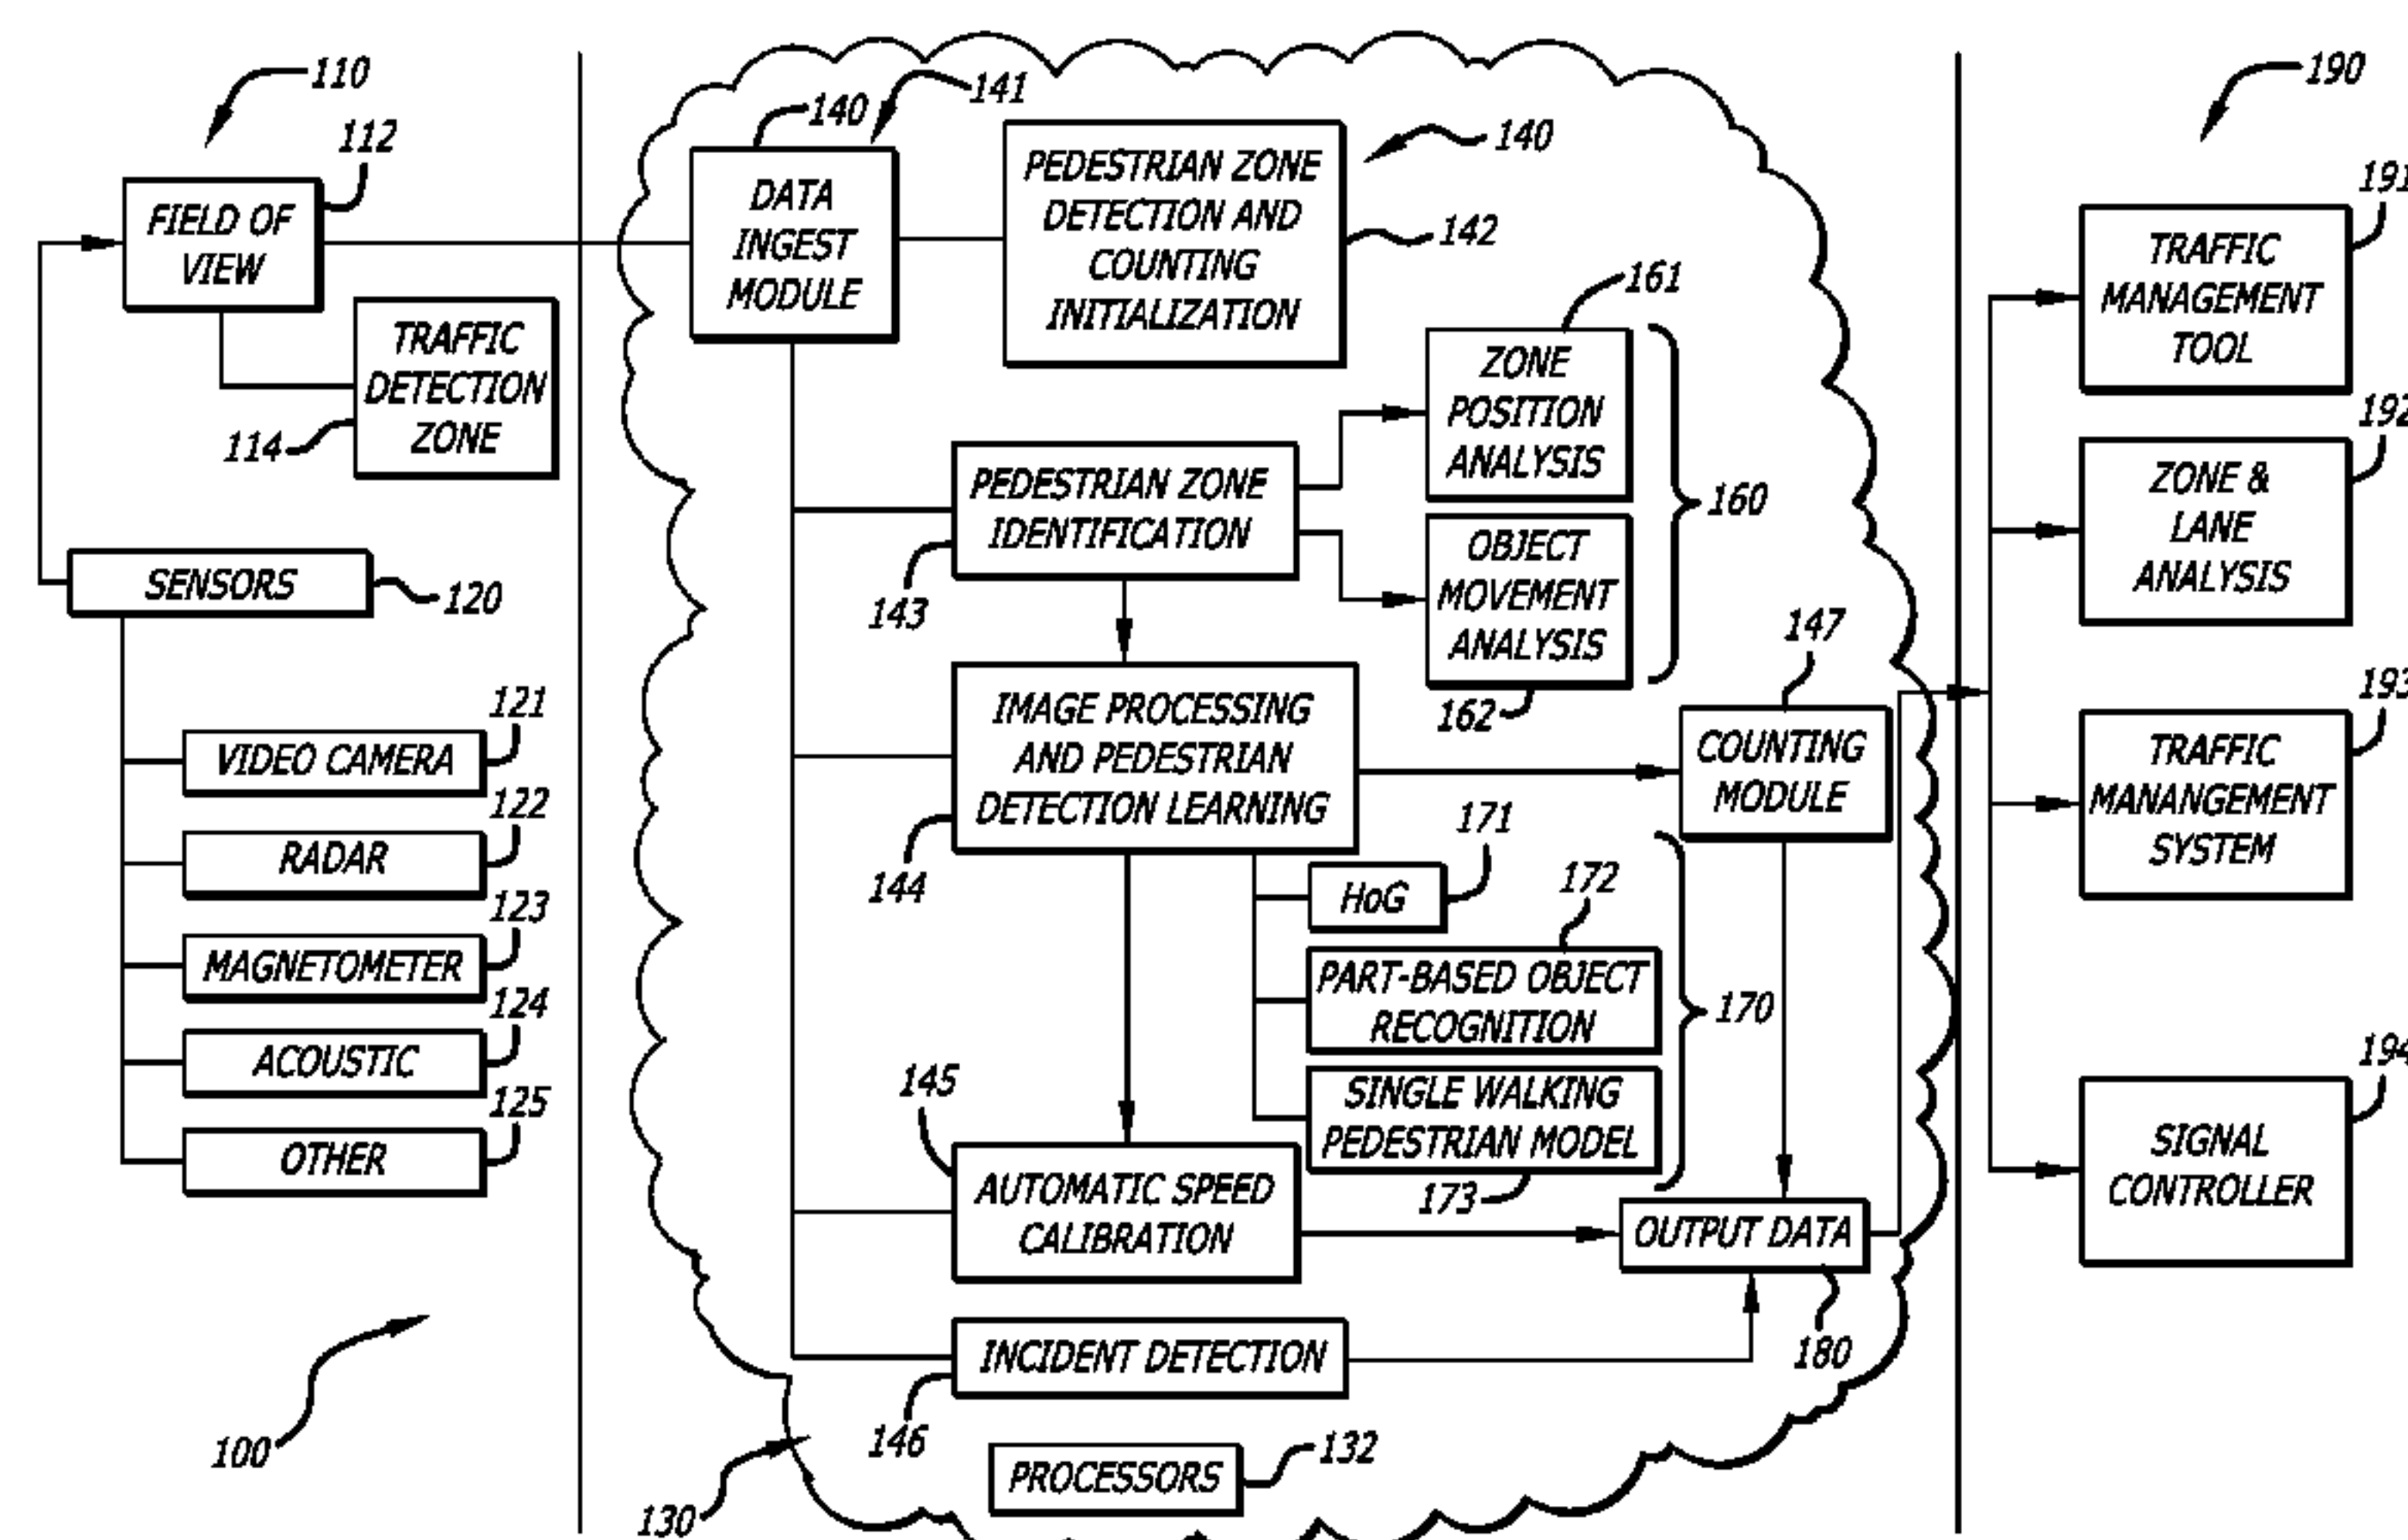 110
112
FIELD OF
VIEW
TRAFFIC
DETECTION
ZONE
114
SENSORS
120
121
VIDEO CAMERA
122
RADAR
123
MAGNETOMETER
124
ACOUSTIC
125
OTHER
100
140
141
DATA
INGEST
MODULE
140
PEDESTRIAN ZONE
DETECTION AND
COUNTING
INITIALIZATION
142
161
ZONE
POSITION
ANALYSIS
160
PEDESTRIAN ZONE
IDENTIFICATION
143
OBJECT
MOVEMENT
ANALYSIS
162
147
IMAGE PROCESSING
AND PEDESTRIAN
DETECTION LEARNING
144
COUNTING
MODULE
171
HoG
172
PART-BASED OBJECT
RECOGNITION
170
SINGLE WALKING
PEDESTRIAN MODEL
173
145
AUTOMATIC SPEED
CALIBRATION
OUTPUT DATA
180
INCIDENT DETECTION
146
PROCESSORS
132
130
190
191
TRAFFIC
MANAGEMENT
TOOL
192
ZONE &
LANE
ANALYSIS
193
TRAFFIC
MANANGEMENT
SYSTEM
194
SIGNAL
CONTROLLER